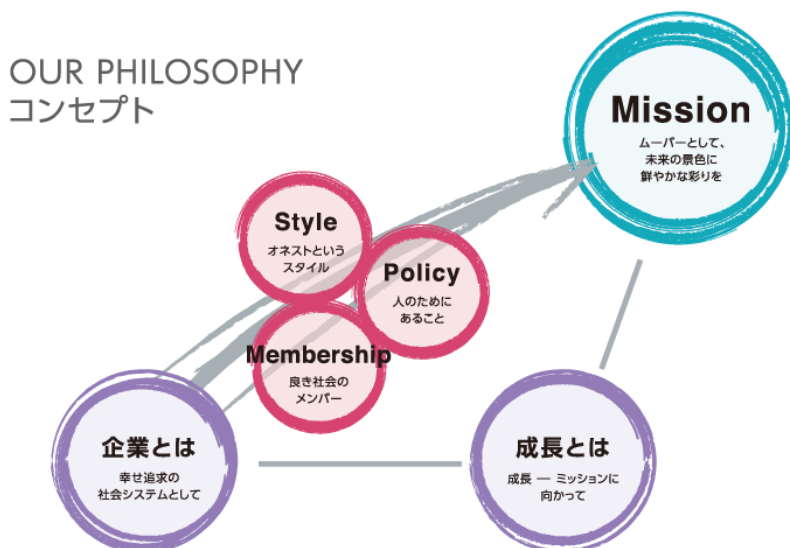 OUR PHILOSOPHY
コンセプト
Mission
ムーバーとして、
未来の景色に
鮮やかな彩りを
Style
オネストという
スタイル
Policy
人のために
あること
Membership
良き社会の
メンバー
企業とは
幸せ追求の
社会システムとして
成長とは
成長 ― ミッションに
向かって